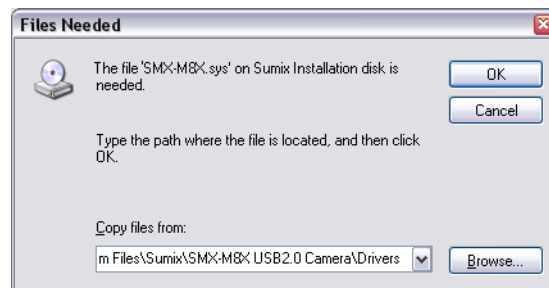 Files Needed
The file 'SMX-M8X.sys' on Sumix Installation disk is
needed.
OK
Cancel
Type the path where the file is located, and then click
OK.
Copy files from:
m Files\Sumix\SMX-M8X USB2.0 Camera\Drivers
Browse...